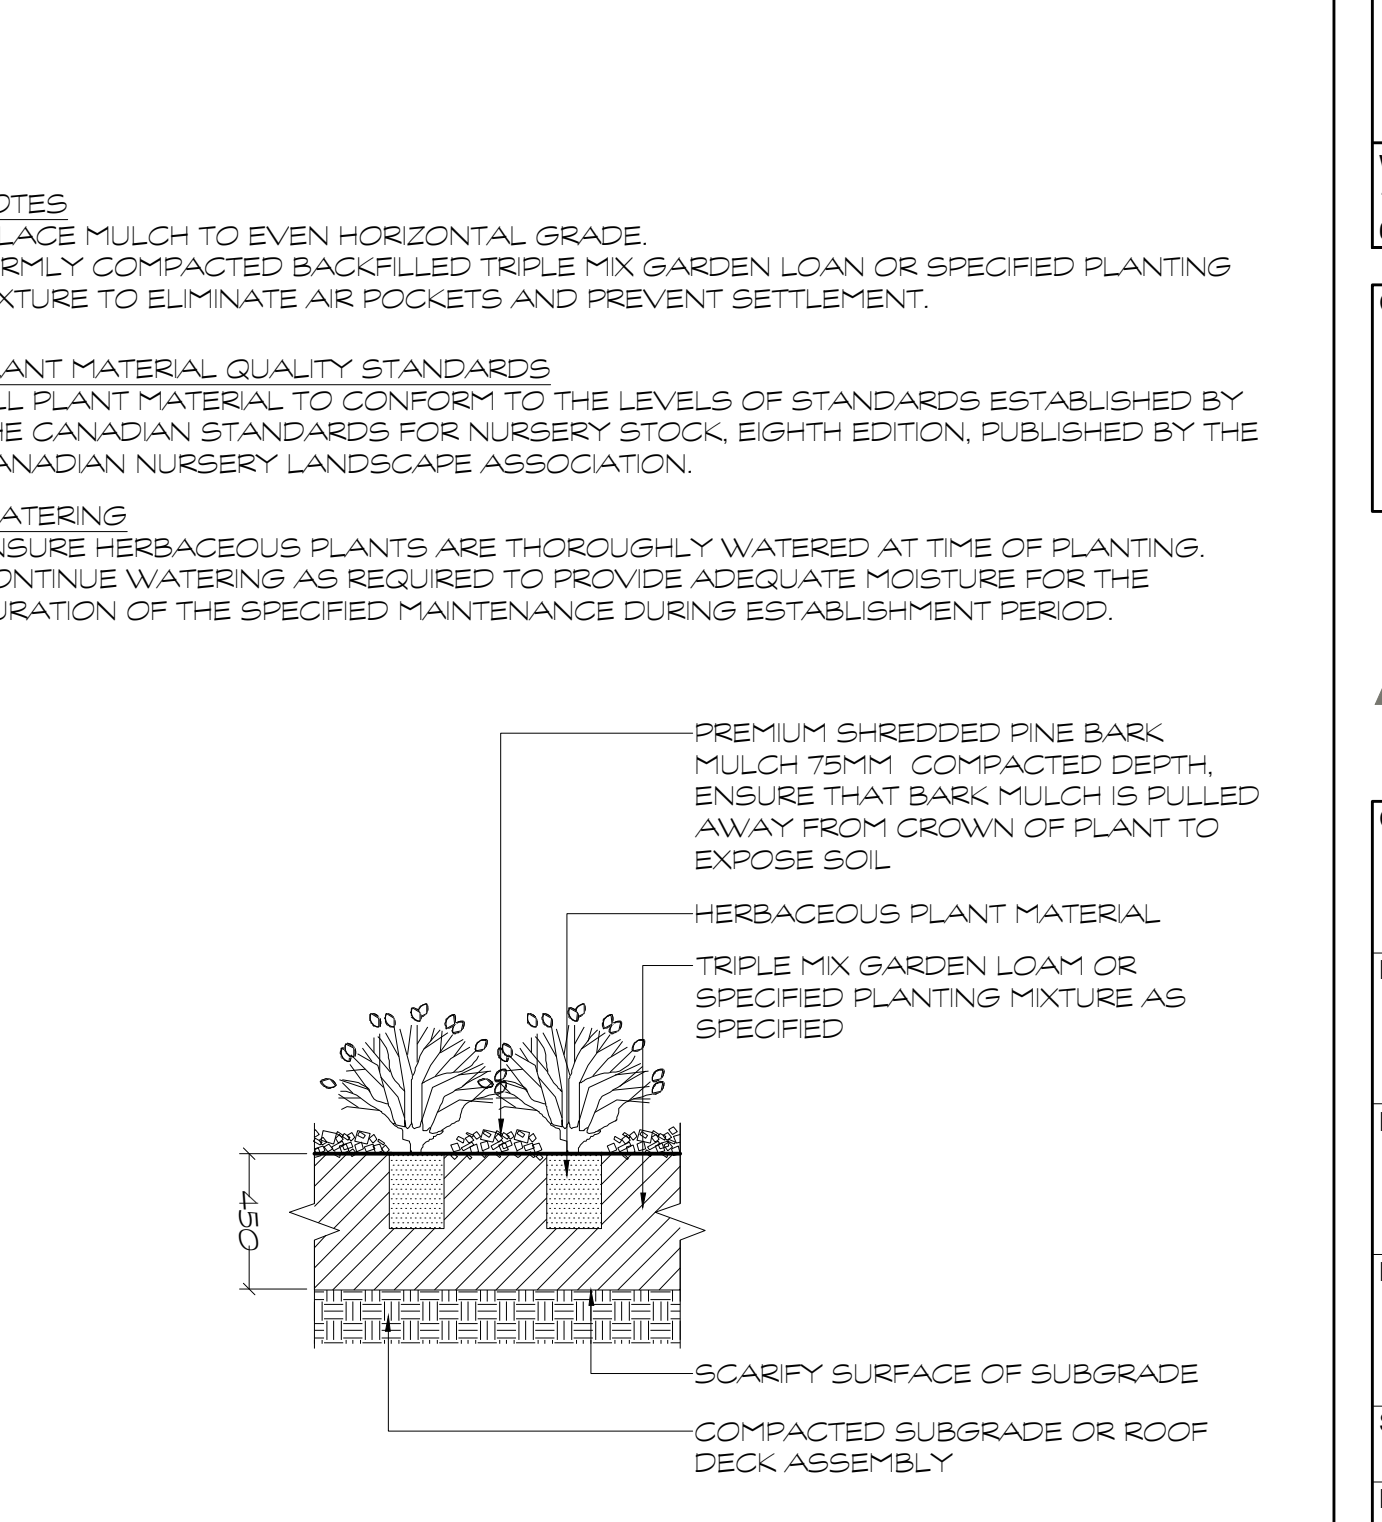 OTES
LACE MULCH TO EVEN HORIZONTAL GRADE.
RMLY COMPACTED BACKFILLED TRIPLE MIX GARDEN LOAN OR SPECIFIED PLANTING
IXTURE TO ELIMINATE AIR POCKETS AND PREVENT SETTLEMENT.
LANT MATERIAL QUALITY STANDARDS
LL PLANT MATERIAL TO CONFORM TO THE LEVELS OF STANDARDS ESTABLISHED BY
HE CANADIAN STANDARDS FOR NURSERY STOCK, EIGHTH EDITION, PUBLISHED BY THE
ANADIAN NURSERY LANDSCAPE ASSOCIATION.
ATERING
NSURE HERBACEOUS PLANTS ARE THOROUGHLY WATERED AT TIME OF PLANTING.
ONTINUE WATERING AS REQUIRED TO PROVIDE ADEQUATE MOISTURE FOR THE
URATION OF THE SPECIFIED MAINTENANCE DURING ESTABLISHMENT PERIOD.
PREMIUM SHREDDED PINE BARK
MULCH 75MM COMPACTED DEPTH,
ENSURE THAT BARK MULCH IS PULLED
AWAY FROM CROWN OF PLANT TO
EXPOSE SOIL
HERBACEOUS PLANT MATERIAL
TRIPLE MIX GARDEN LOAM OR
SPECIFIED PLANTING MIXTURE AS
SPECIFIED
450
SCARIFY SURFACE OF SUBGRADE
COMPACTED SUBGRADE OR ROOF
DECK ASSEMBLY